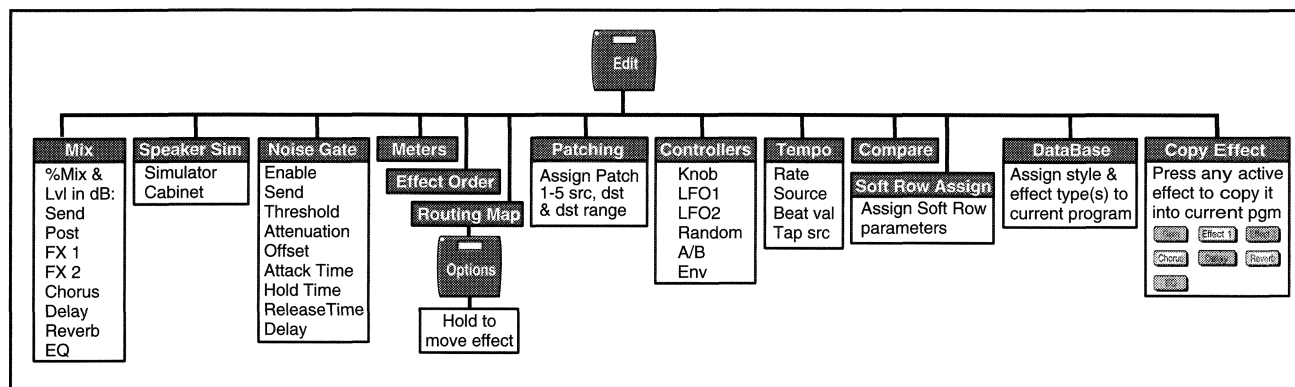 Edit
Mix
%Mix &
Lvl in dB:
Send
Post
FX 1
FX 2
Chorus
Delay
Reverb
EQ
Speaker Sim
Simulator
Cabinet
Noise Gate
Enable
Send
Threshold
Attenuation
Offset
Attack Time
Hold Time
ReleaseTime
Delay
Meters
Effect Order
Routing Map
Options
Hold to
move effect
Patching
Assign Patch
1-5 src, dst
& dst range
Controllers
Knob
LFO1
LFO2
Random
A/B
Env
Tempo
Rate
Source
Beat val
Tap src
Compare
Soft Row Assign
Assign Soft Row
parameters
DataBase
Assign style &
effect type(s) to
current program
Copy Effect
Press any active
effect to copy it
into current pgm
Effect 1
Chorus
Delay
Reverb
EQ